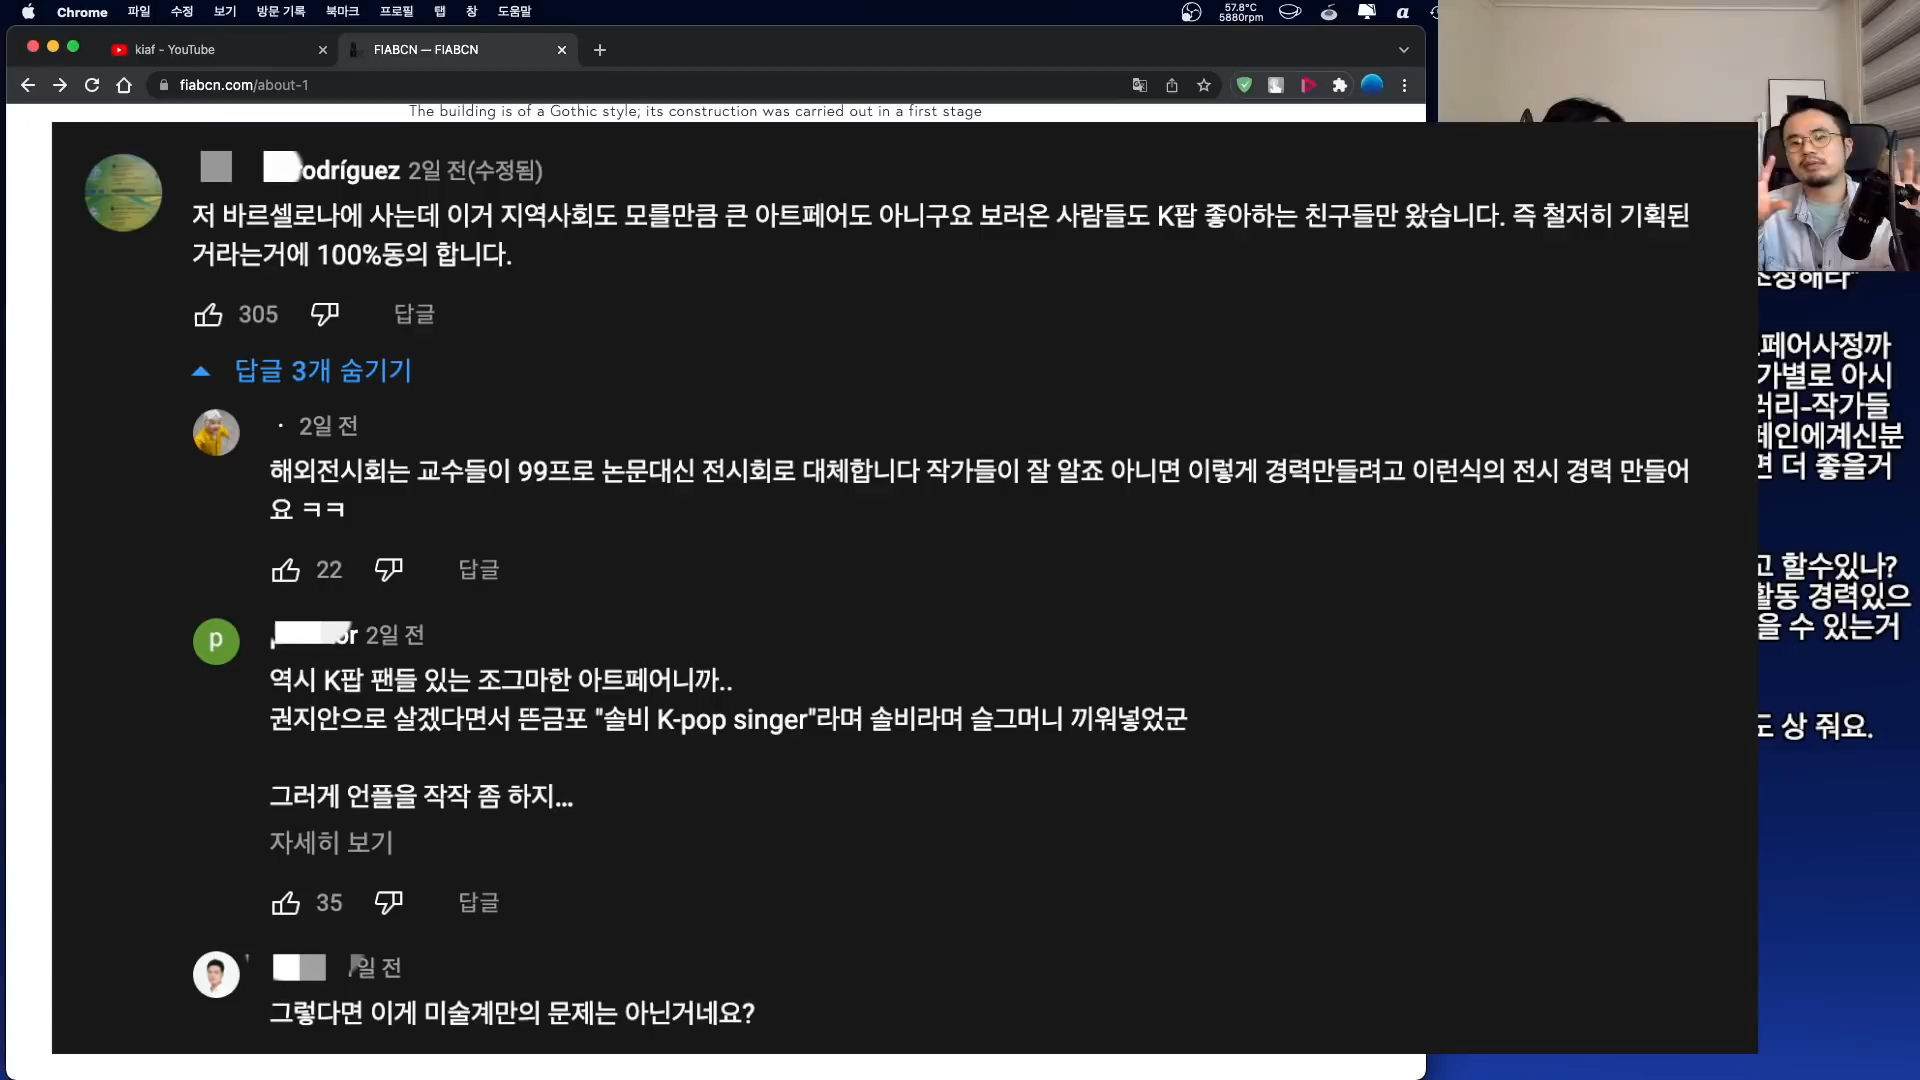 Chrome 파일 수정 보기 방문 기록 북마크 프로필 탭 창 도움말
57.8°C
5880rpm
kiaf - YouTube
FIABCN — FIABCN
fiabcn.com/about-1
The building is of a Gothic style; its construction was carried out in a first stage
rodríguez 2일 전(수정됨)
저 바르셀로나에 사는데 이거 지역사회도 모를만큼 큰 아트페어도 아니구요 보러온 사람들도 K팝 좋아하는 친구들만 왔습니다. 즉 철저히 기획된
거라는거에 100%동의 합니다.
305 답글
답글 3개 숨기기
· 2일 전
해외전시회는 교수들이 99프로 논문대신 전시회로 대체합니다 작가들이 잘 알죠 아니면 이렇게 경력만들려고 이런식의 전시 경력 만들어
요 ㅋㅋ
22 답글
p
or 2일 전
역시 K팝 팬들 있는 조그마한 아트페어니까..
권지안으로 살겠다면서 뜬금포 "솔비 K-pop singer"라며 솔비라며 슬그머니 끼워넣었군
그러게 언플을 작작 좀 하지...
자세히 보기
35 답글
일 전
그렇다면 이게 미술계만의 문제는 아닌거네요?
페어사정까
가별로 아시
러리-작가들
페인에계신분
면 더 좋을거
고 할수있나?
활동 경력있으
을 수 있는거
도 상 줘요.